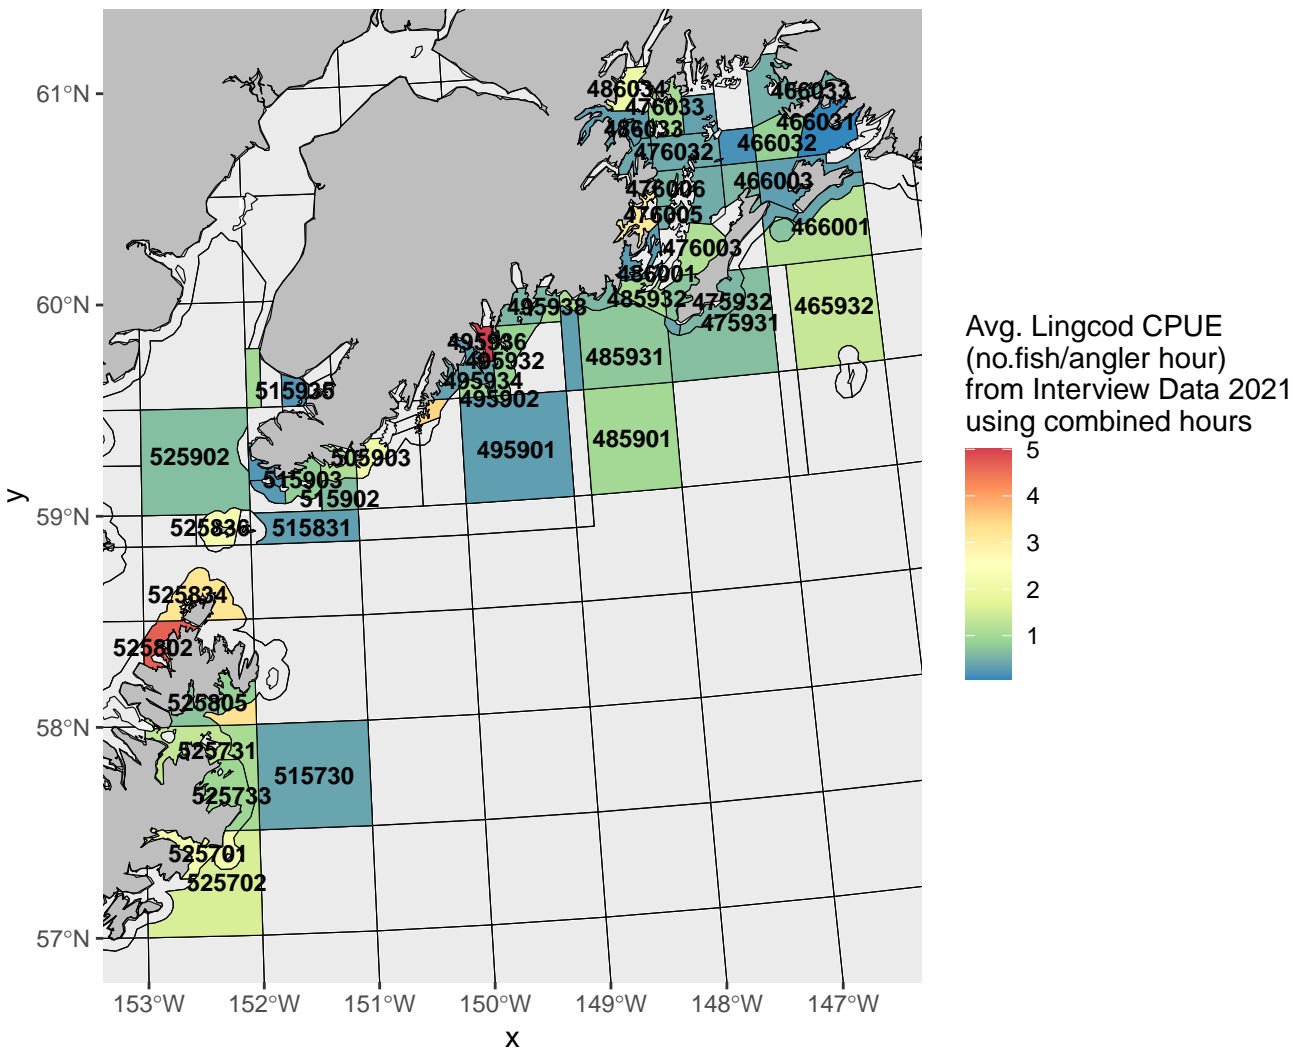 61°N
60°N
59°N
58°N
57°N
y
486034
476033
486033
476032
466033
466031
466032
476006
466003
476005
466001
476003
486001
485932
475932
475931
465932
495938
495936
495932
485931
495934
495902
515935
485901
495901
525902
505903
515903
515902
525836
515831
525834
525802
525805
525731
515730
525733
525701
525702
153°W
152°W
151°W
150°W
149°W
148°W
147°W
x
Avg. Lingcod CPUE
(no.fish/angler hour)
from Interview Data 2021
using combined hours
5
4
3
2
1